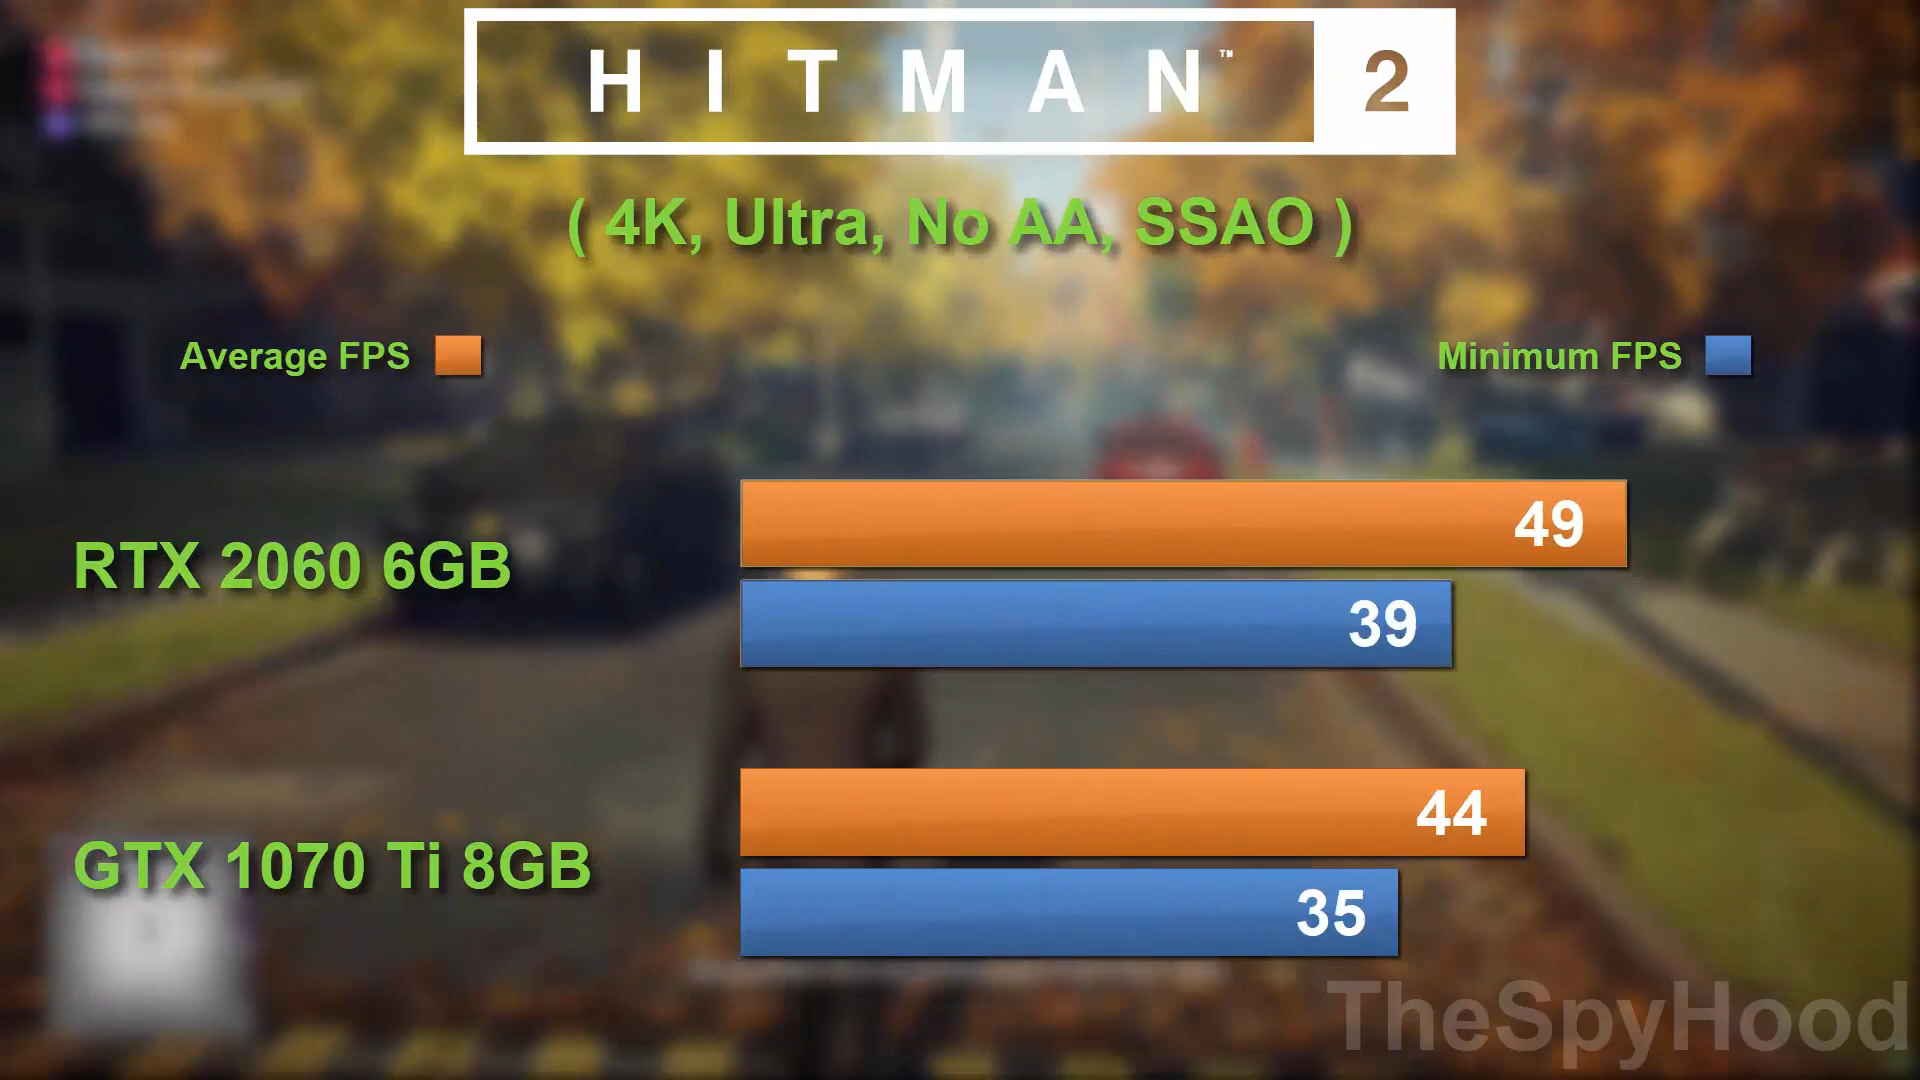 HITMAN™ 2
( 4K, Ultra, No AA, SSAO )
Average FPS
Minimum FPS
RTX 2060 6GB
49
39
GTX 1070 Ti 8GB
44
35
TheSpyHood